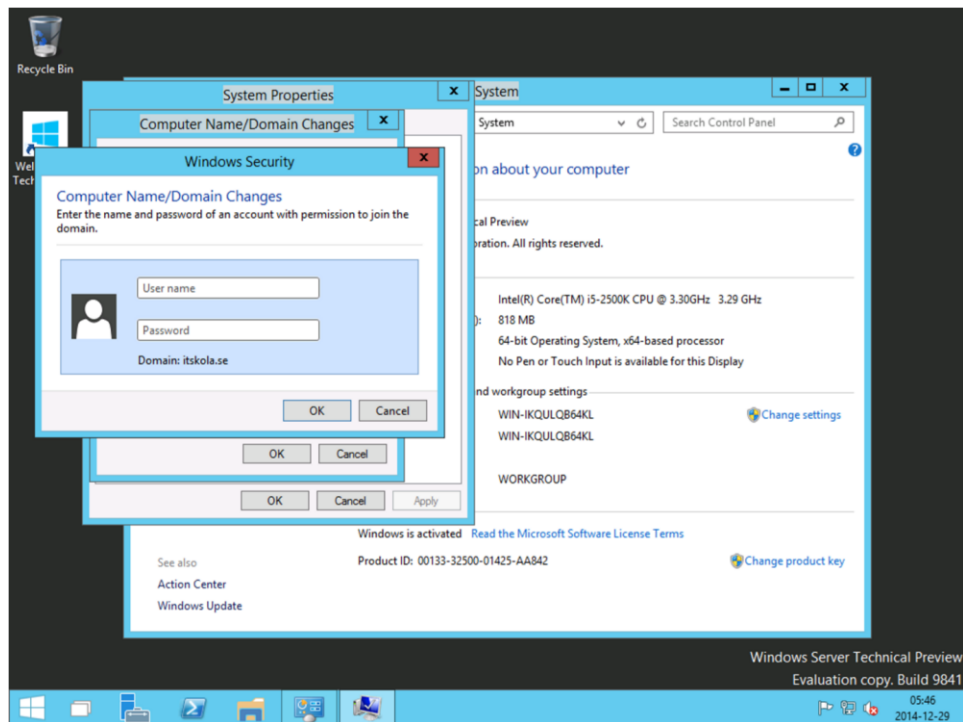 Recycle Bin
System Properties
x
System
x
Computer Name/Domain Changes
x
System
Search Control Panel
Windows Security
x
?
on about your computer
Computer Name/Domain Changes
Enter the name and password of an account with permission to join the
domain.
cal Preview
oration. All rights reserved.
User name
Intel(R) Core(TM) i5-2500K CPU @ 3.30GHz 3.29 GHz
): 818 MB
Password
64-bit Operating System, x64-based processor
Domain: itskola.se
No Pen or Touch Input is available for this Display
nd workgroup settings
OK Cancel
WIN-IKQULQB64KL
Change settings
WIN-IKQULQB64KL
OK Cancel
WORKGROUP
OK Cancel Apply
Windows is activated Read the Microsoft Software License Terms
See also
Product ID: 00133-32500-01425-AA842
Change product key
Action Center
Windows Update
Windows Server Technical Preview
Evaluation copy. Build 9841
05:46
2014-12-29